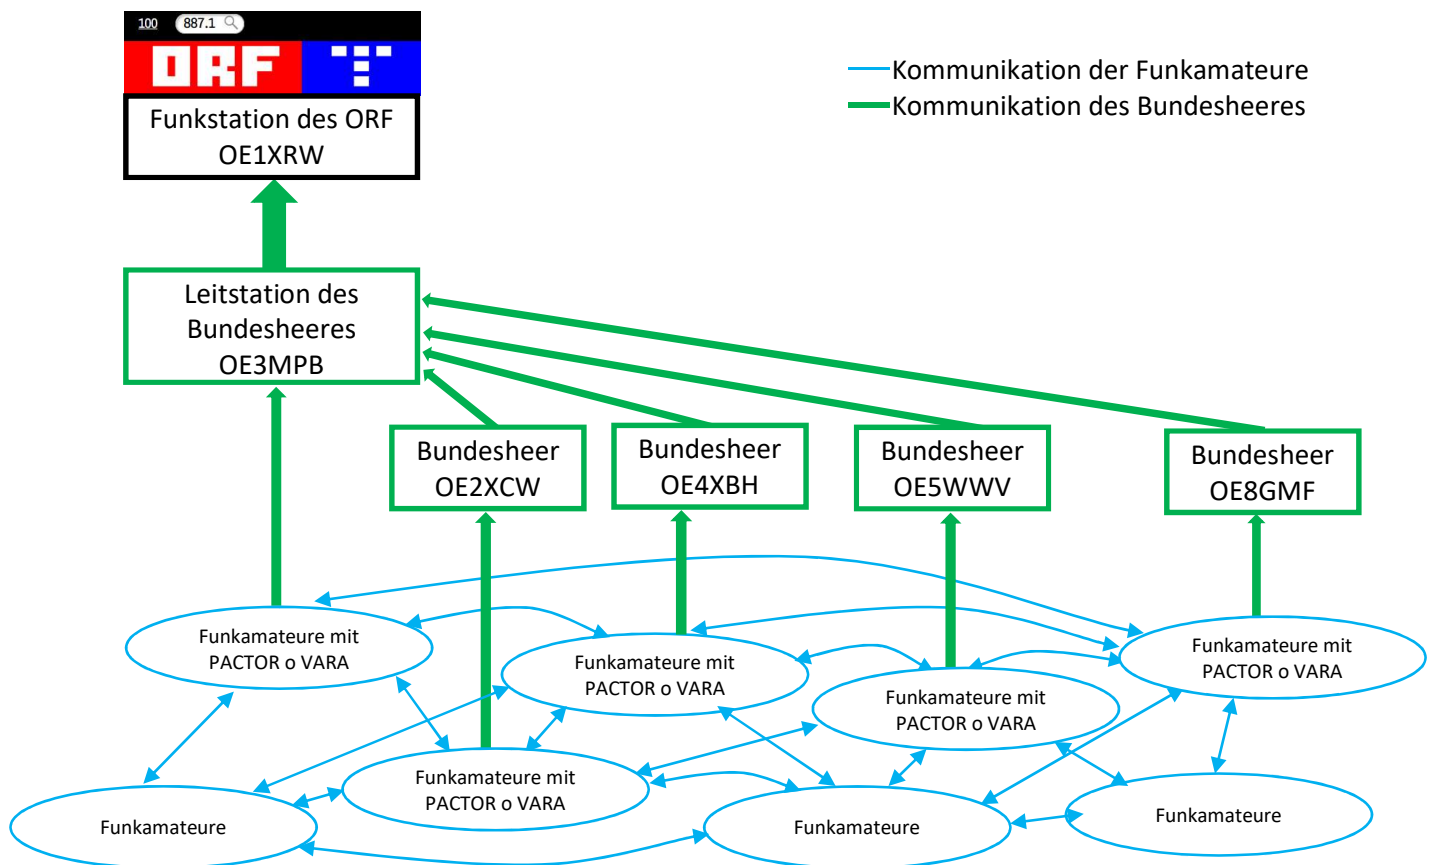 100 887.1
ORF T
Funkstation des ORF
OE1XRW
Kommunikation der Funkamateure
Kommunikation des Bundesheeres
Leitstation des
Bundesheeres
OE3MPB
Bundesheer
OE2XCW
Bundesheer
OE4XBH
Bundesheer
OE5WWV
Bundesheer
OE8GMF
Funkamateure mit
PACTOR o VARA
Funkamateure mit
PACTOR o VARA
Funkamateure mit
PACTOR o VARA
Funkamateure mit
PACTOR o VARA
Funkamateure mit
PACTOR o VARA
Funkamateure
Funkamateure
Funkamateure